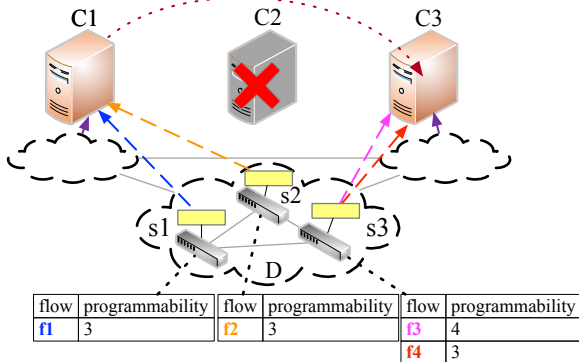 C1 C2 C3
s1 s2 s3
D
flow programmability flow programmability flow programmability
f1 3 f2 3 f3 4
f4 3